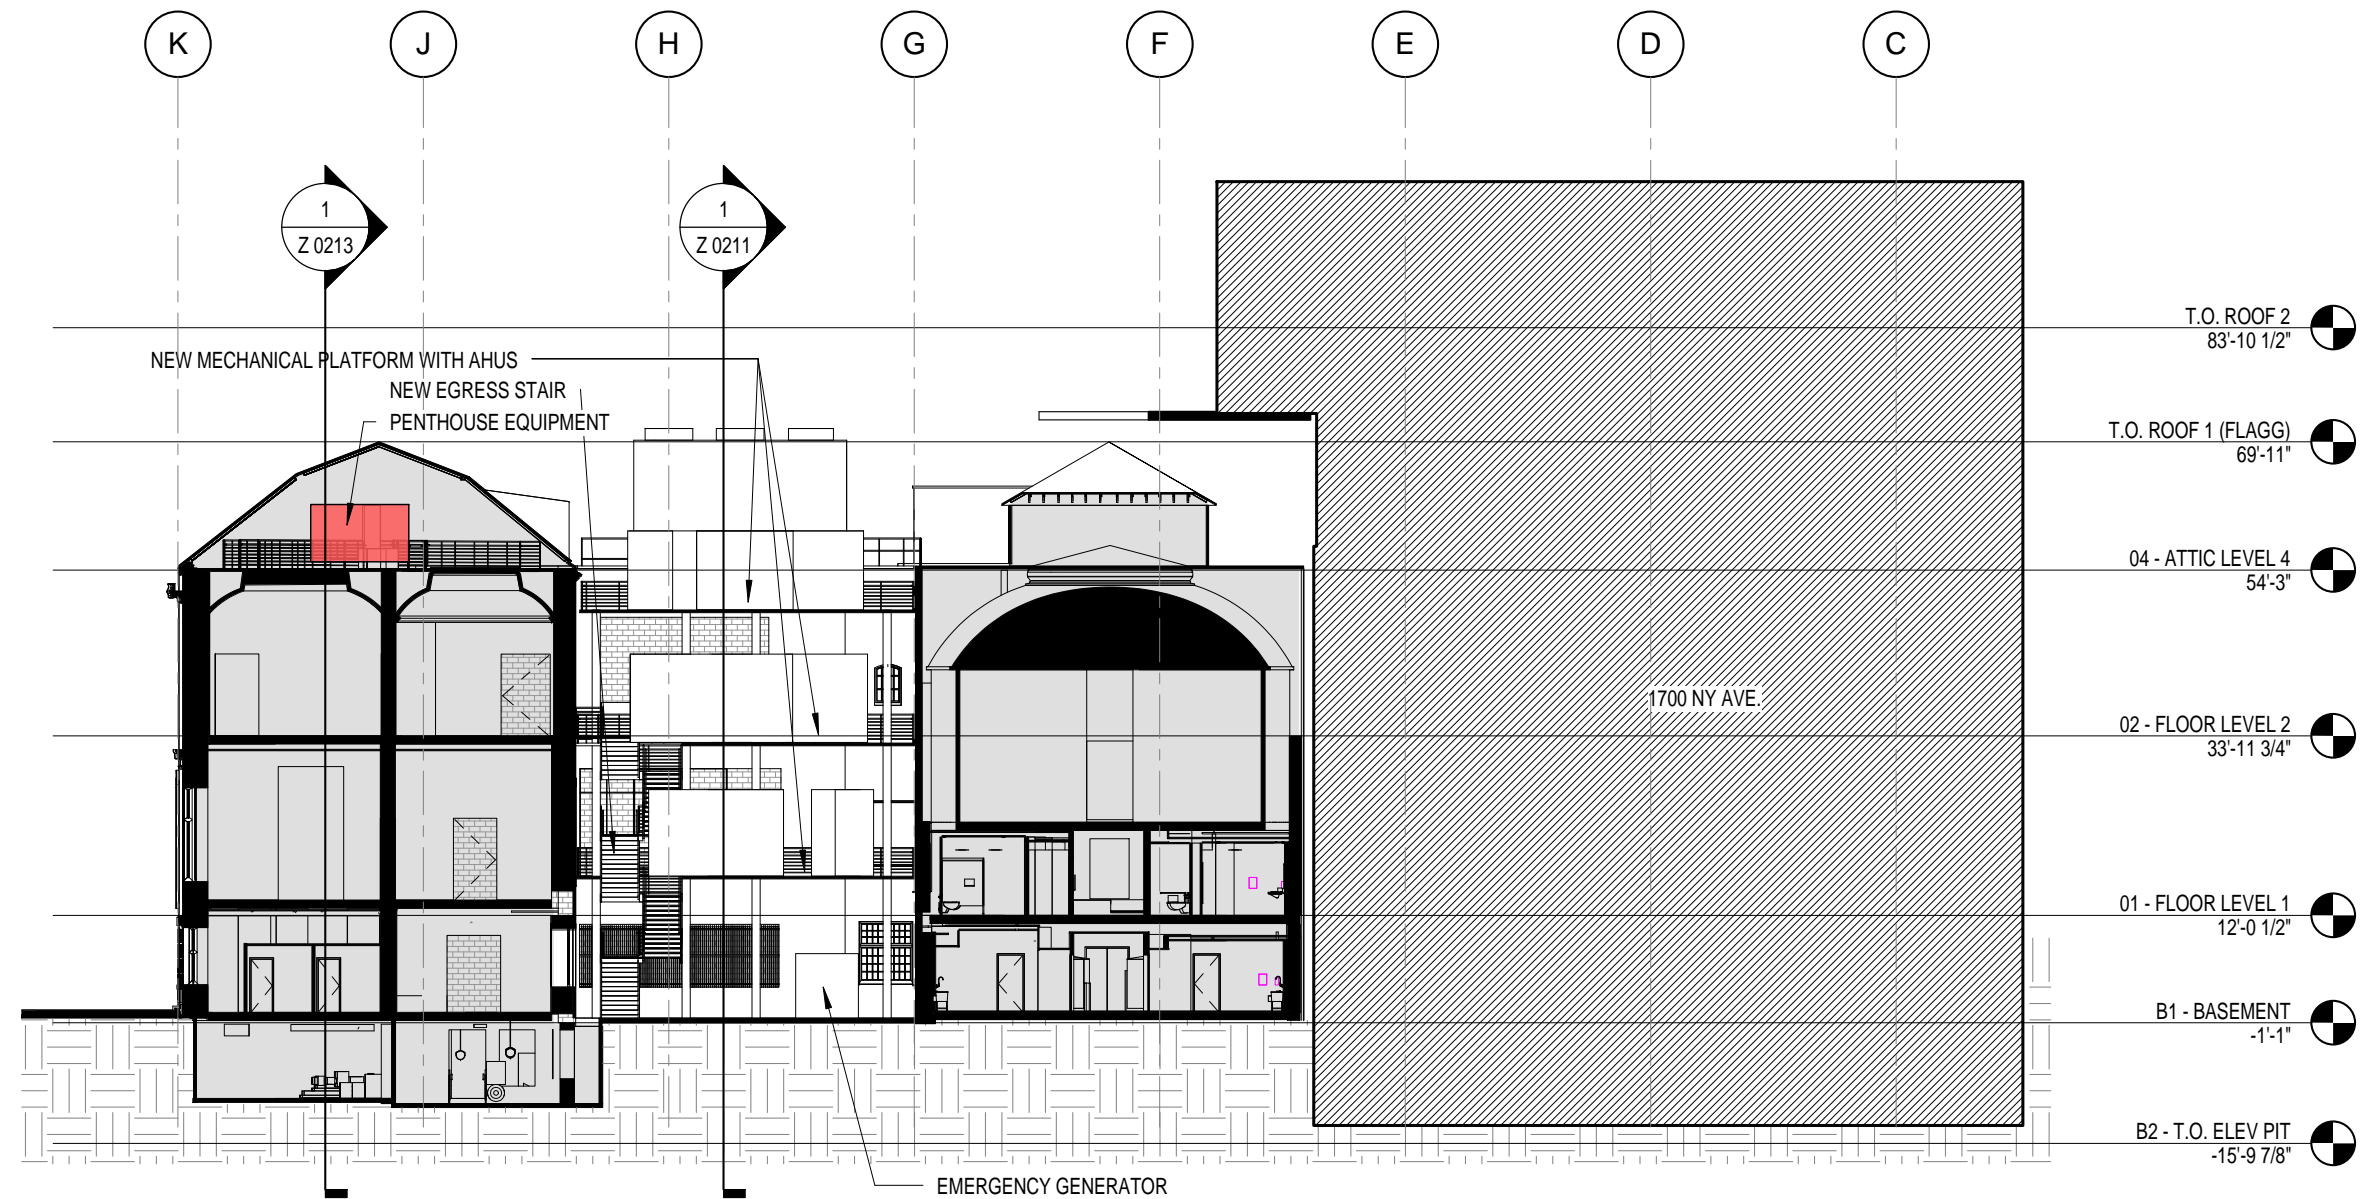 K J H G F E D C
1
Z 0213
1
Z 0211
T.O. ROOF 2
83'-10 1/2"
NEW MECHANICAL PLATFORM WITH AHUS
NEW EGRESS STAIR
PENTHOUSE EQUIPMENT
T.O. ROOF 1 (FLAGG)
69'-11"
04 - ATTIC LEVEL 4
54'-3"
1700 NY AVE.
02 - FLOOR LEVEL 2
33'-11 3/4"
01 - FLOOR LEVEL 1
12'-0 1/2"
B1 - BASEMENT
-1'-1"
B2 - T.O. ELEV PIT
-15'-9 7/8"
EMERGENCY GENERATOR